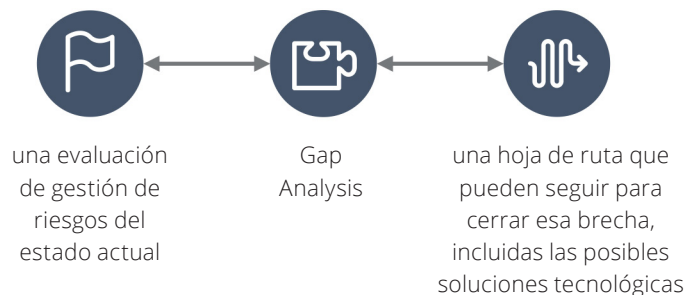 una evaluación
de gestión de
riesgos del
estado actual
Gap
Analysis
una hoja de ruta que
pueden seguir para
cerrar esa brecha,
incluidas las posibles
soluciones tecnológicas